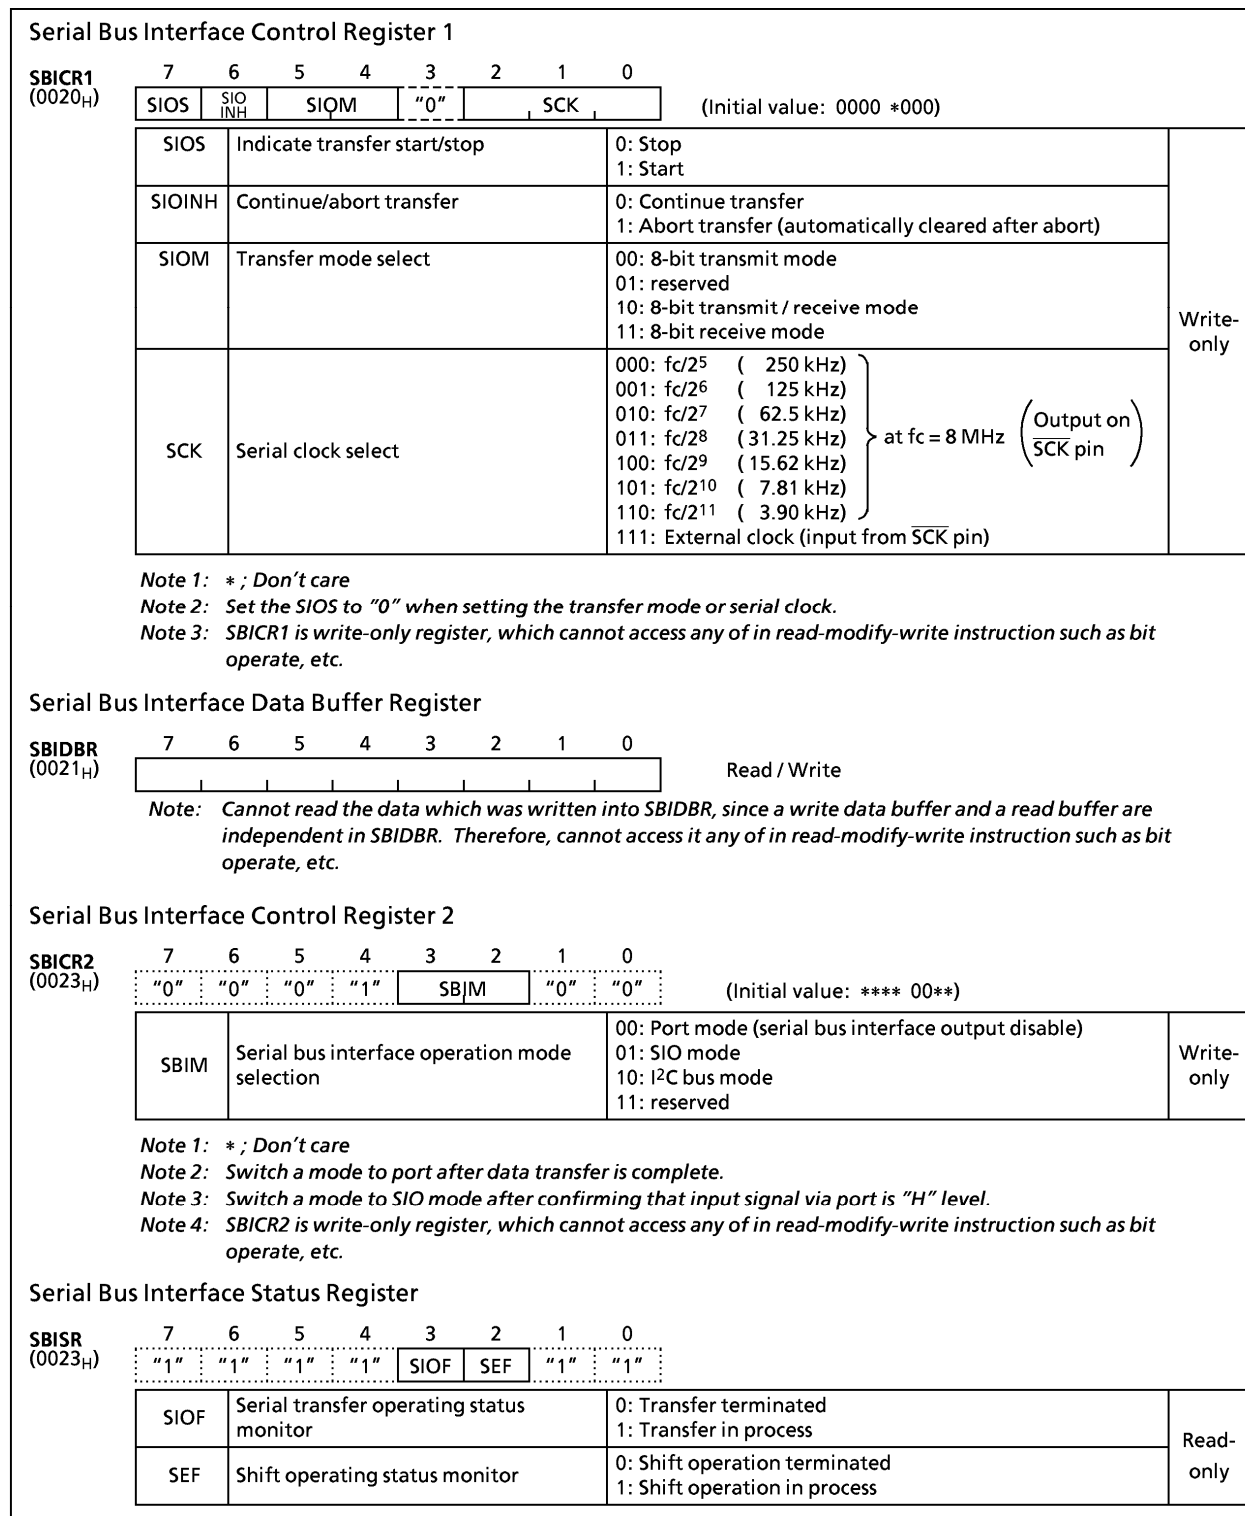 Serial Bus Interface Control Register 1
SBICR1 7 6 5 4 3 2 1 0
(0020H) SIOS SIO INH SIOM "0" SCK (Initial value: 0000 *000)
SIOS Indicate transfer start/stop 0: Stop
1: Start
SIOINH Continue/abort transfer 0: Continue transfer
1: Abort transfer (automatically cleared after abort)
SIOM Transfer mode select 00: 8-bit transmit mode
01: reserved
10: 8-bit transmit / receive mode
11: 8-bit receive mode
Write-only
SCK Serial clock select
000: fc/2⁵ ( 250 kHz)
001: fc/2⁶ ( 125 kHz)
010: fc/2⁷ ( 62.5 kHz)
011: fc/2⁸ (31.25 kHz) at fc = 8 MHz (Output on SCK pin)
100: fc/2⁹ (15.62 kHz)
101: fc/2¹⁰ ( 7.81 kHz)
110: fc/2¹¹ ( 3.90 kHz)
111: External clock (input from SCK pin)
Note 1: * ; Don't care
Note 2: Set the SIOS to "0" when setting the transfer mode or serial clock.
Note 3: SBICR1 is write-only register, which cannot access any of in read-modify-write instruction such as bit
operate, etc.
Serial Bus Interface Data Buffer Register
SBIDBR 7 6 5 4 3 2 1 0
(0021H) Read / Write
Note: Cannot read the data which was written into SBIDBR, since a write data buffer and a read buffer are
independent in SBIDBR. Therefore, cannot access it any of in read-modify-write instruction such as bit
operate, etc.
Serial Bus Interface Control Register 2
SBICR2 7 6 5 4 3 2 1 0
(0023H) "0" "0" "0" "1" SBIM "0" "0" (Initial value: **** 00**)
SBIM Serial bus interface operation mode
selection
00: Port mode (serial bus interface output disable)
01: SIO mode
10: I²C bus mode
11: reserved
Write-only
Note 1: * ; Don't care
Note 2: Switch a mode to port after data transfer is complete.
Note 3: Switch a mode to SIO mode after confirming that input signal via port is "H" level.
Note 4: SBICR2 is write-only register, which cannot access any of in read-modify-write instruction such as bit
operate, etc.
Serial Bus Interface Status Register
SBISR 7 6 5 4 3 2 1 0
(0023H) "1" "1" "1" "1" SIOF SEF "1" "1"
SIOF Serial transfer operating status
monitor
0: Transfer terminated
1: Transfer in process
SEF Shift operating status monitor 0: Shift operation terminated
1: Shift operation in process
Read-only